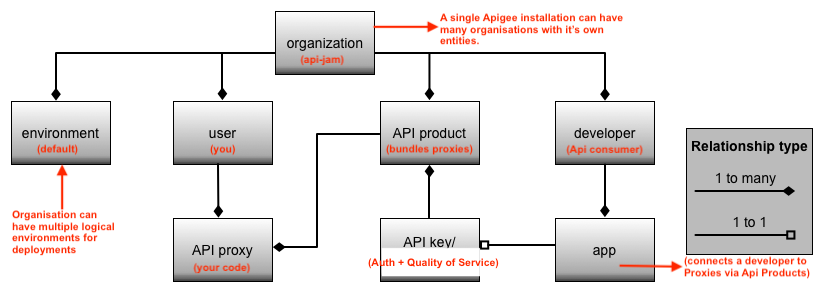 A single Apigee installation can have
many organisations with it's own
entities.
organization
(api-jam)
environment
(default)
user
(you)
API product
(bundles proxies)
developer
(Api consumer)
Relationship type
1 to many
1 to 1
Organisation can
have multiple logical
environments for
deployments
API proxy
(your code)
API key/
(Auth + Quality of Service)
app
(connects a developer to
Proxies via Api Products)